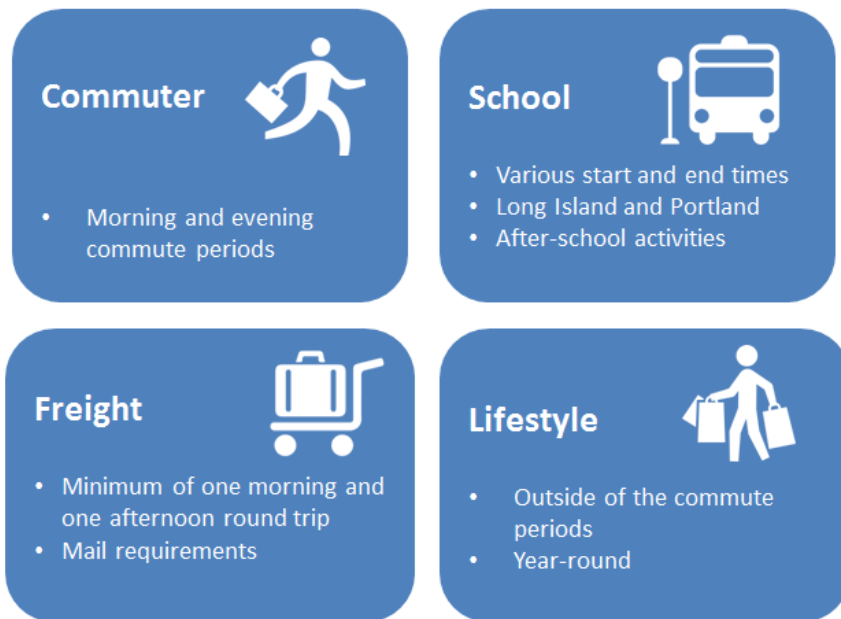 Commuter
• Morning and evening
commute periods
School
• Various start and end times
• Long Island and Portland
• After-school activities
Freight
• Minimum of one morning and
one afternoon round trip
• Mail requirements
Lifestyle
• Outside of the commute
periods
• Year-round